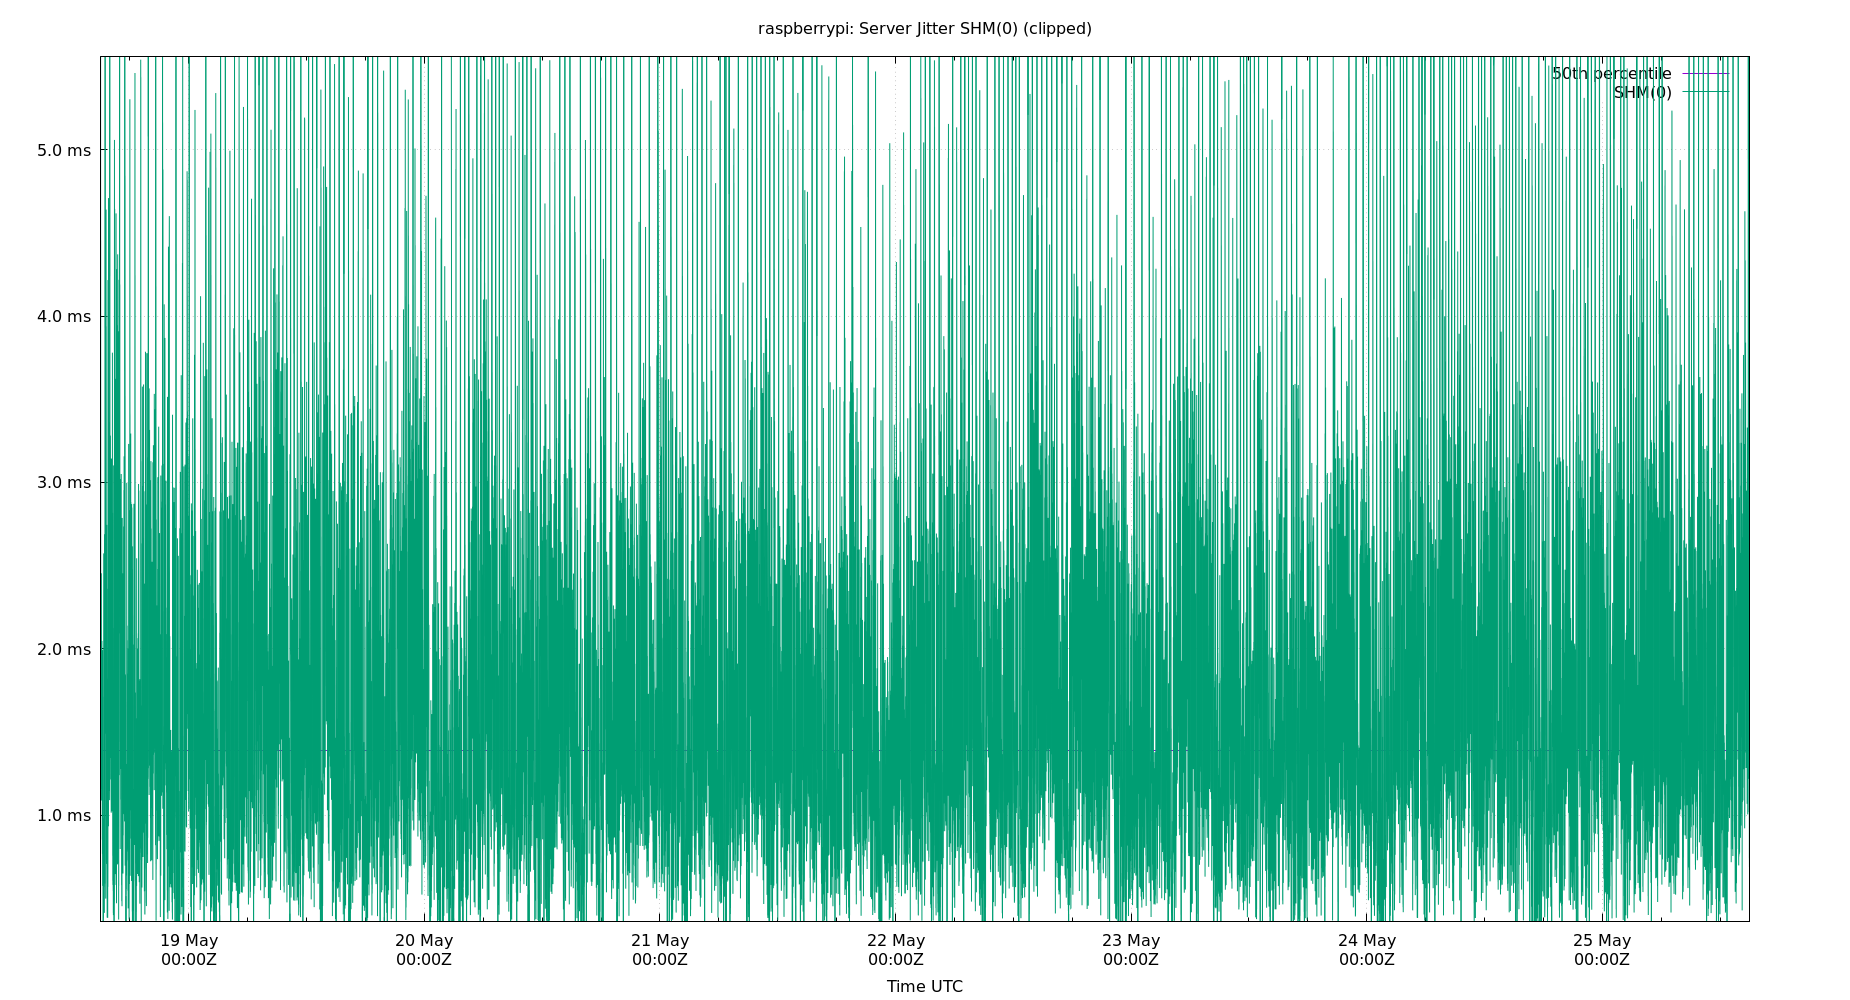 raspberrypi: Server Jitter SHM(0) (clipped)
50th percentile
SHM(0)
5.0 ms
4.0 ms
3.0 ms
2.0 ms
1.0 ms
19 May 20 May 21 May 22 May 23 May 24 May 25 May
00:00Z 00:00Z 00:00Z 00:00Z 00:00Z 00:00Z 00:00Z
Time UTC